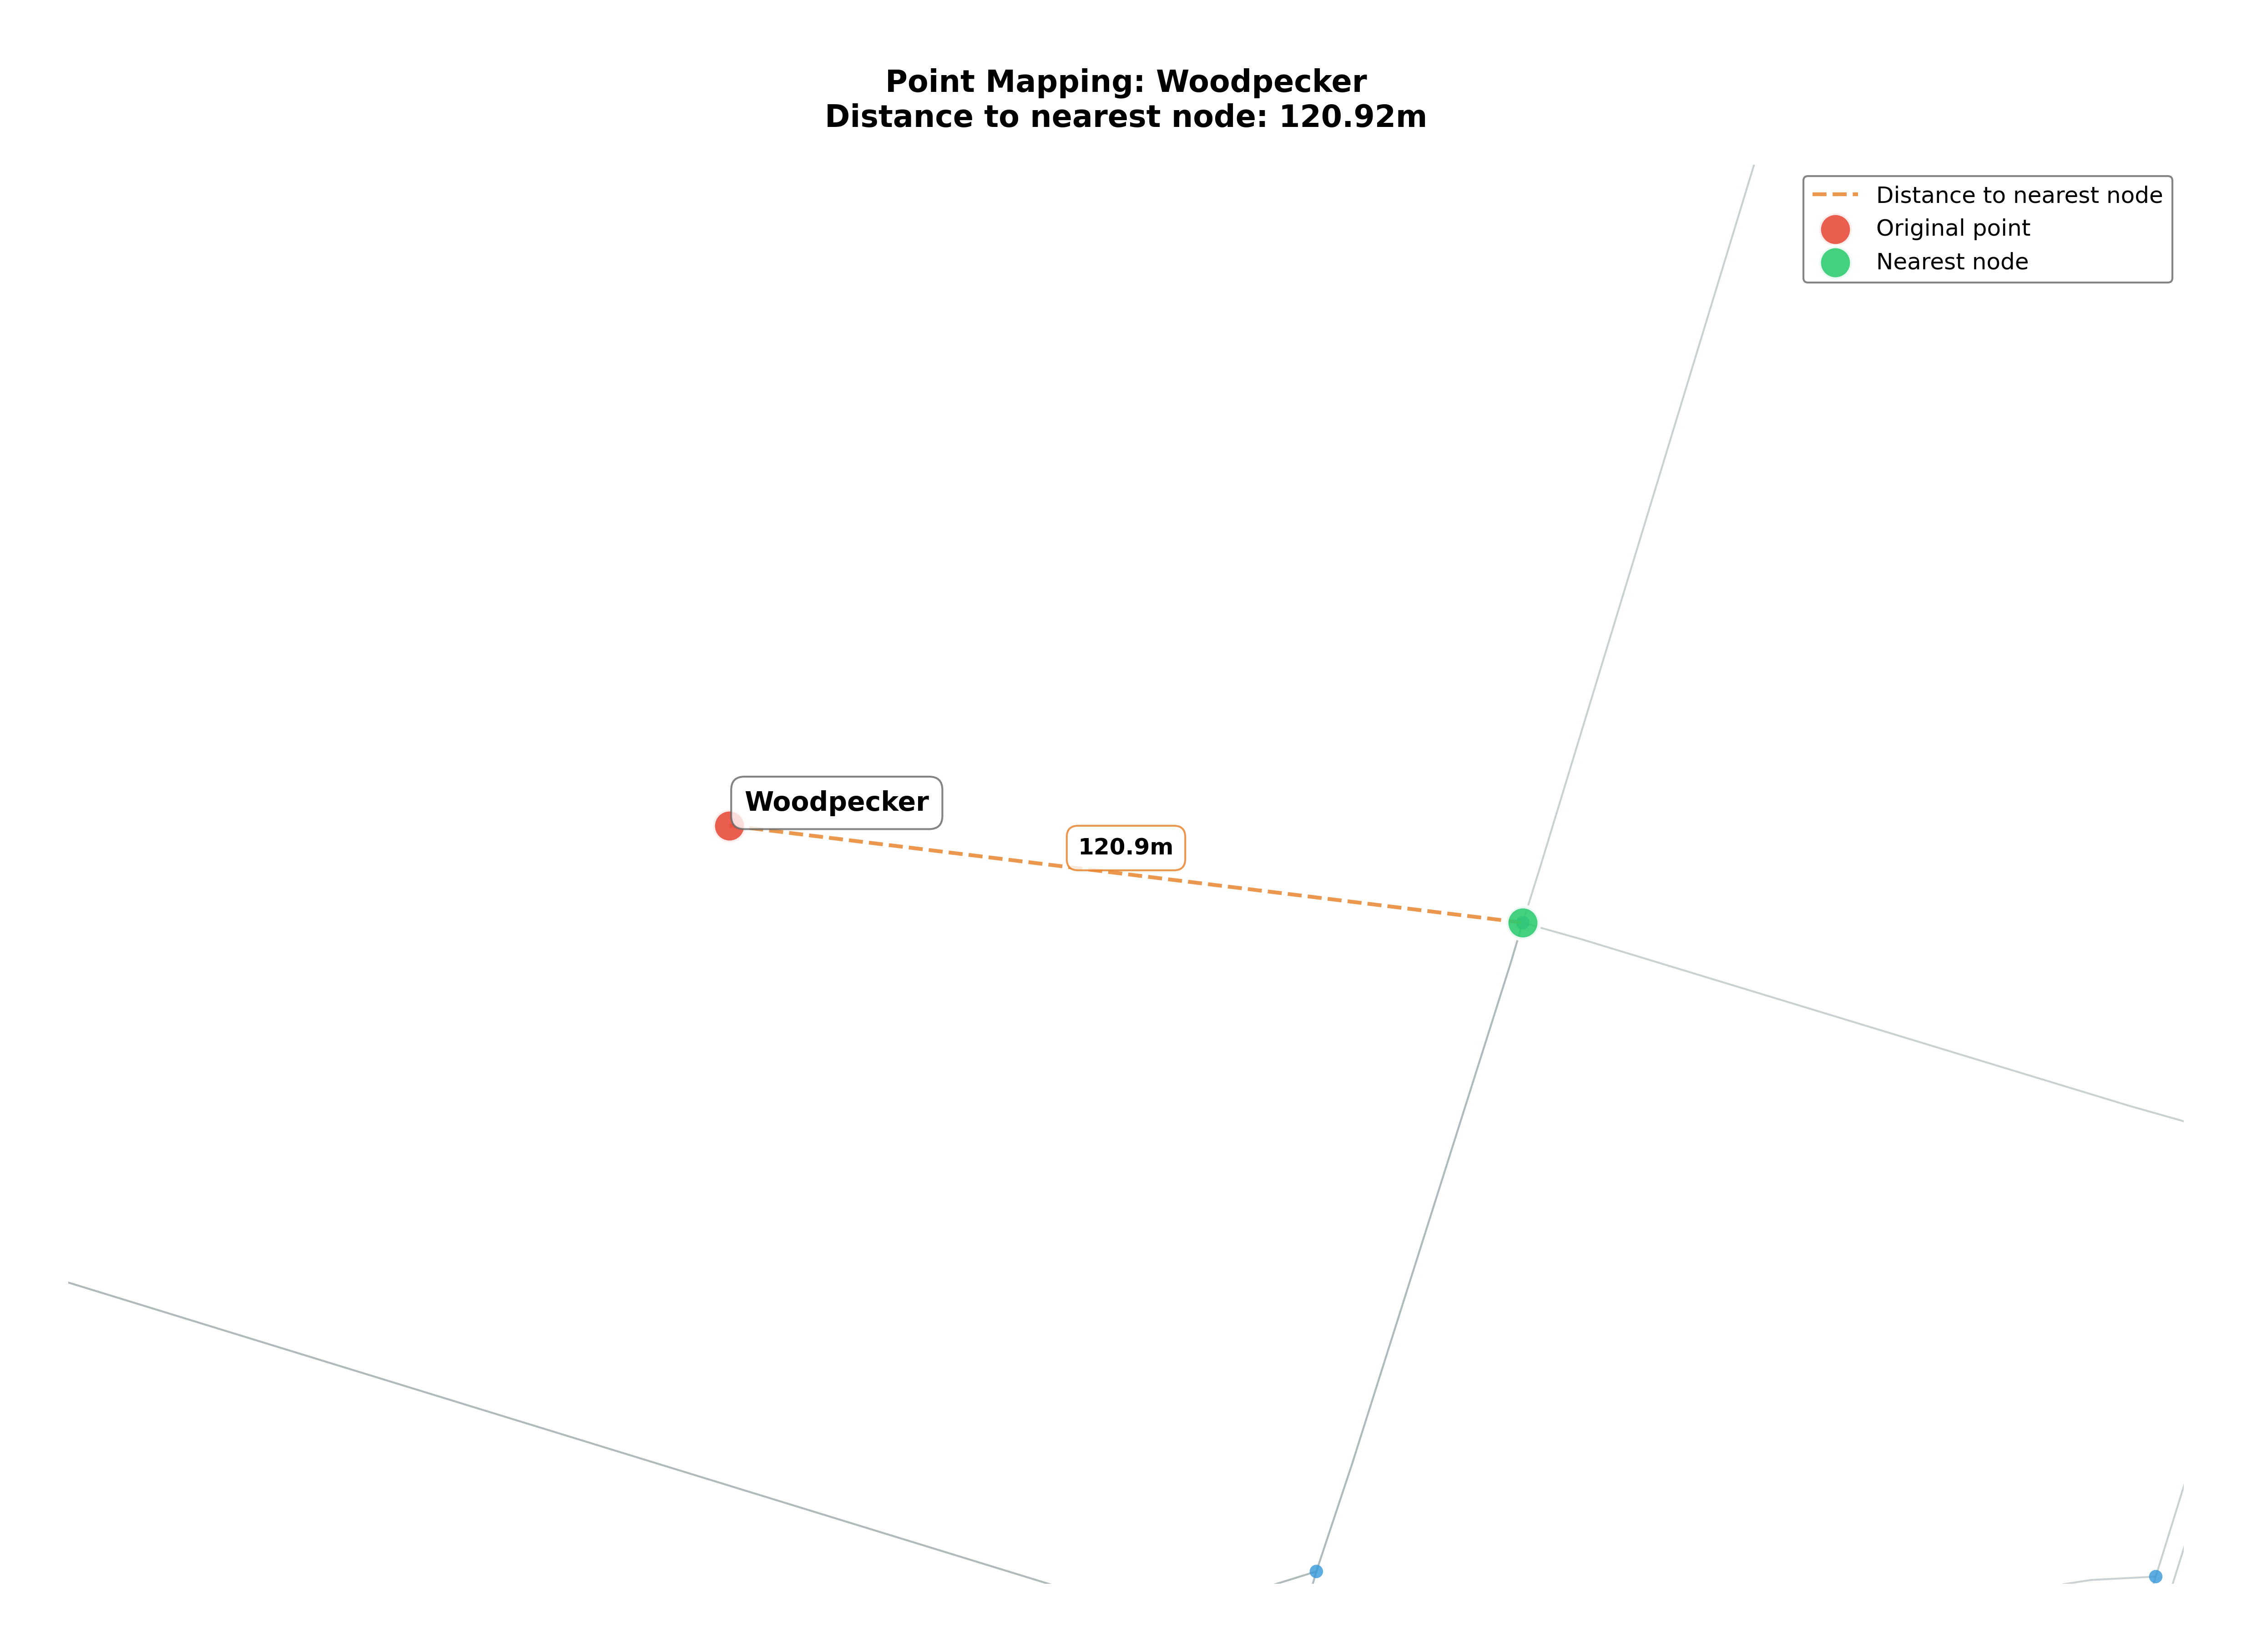 Point Mapping: Woodpecker
Distance to nearest node: 120.92m
Distance to nearest node
Original point
Nearest node
Woodpecker
120.9m